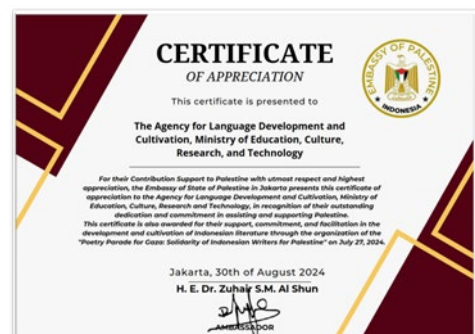 CERTIFICATE
OF APPRECIATION
EMBASSY OF PALESTINE
INDONESIA
This certificate is presented to
The Agency for Language Development and
Cultivation, Ministry of Education, Culture,
Research, and Technology
For their Contribution Support to Palestine with utmost respect and highest
appreciation, the Embassy of State of Palestine in Jakarta presents this certificate of
appreciation to the Agency for Language Development and Cultivation, Ministry of
Education, Culture, Research and Technology, in recognition of their outstanding
dedication and commitment in assisting and supporting Palestine.
This certificate is also awarded for their support, commitment, and facilitation in the
development and cultivation of Indonesian literature through the organization of the
"Poetry Parade for Gaza: Solidarity of Indonesian Writers for Palestine" on July 27, 2024.
Jakarta, 30th of August 2024
H. E. Dr. Zuhair S.M. Al Shun
AMBASSADOR